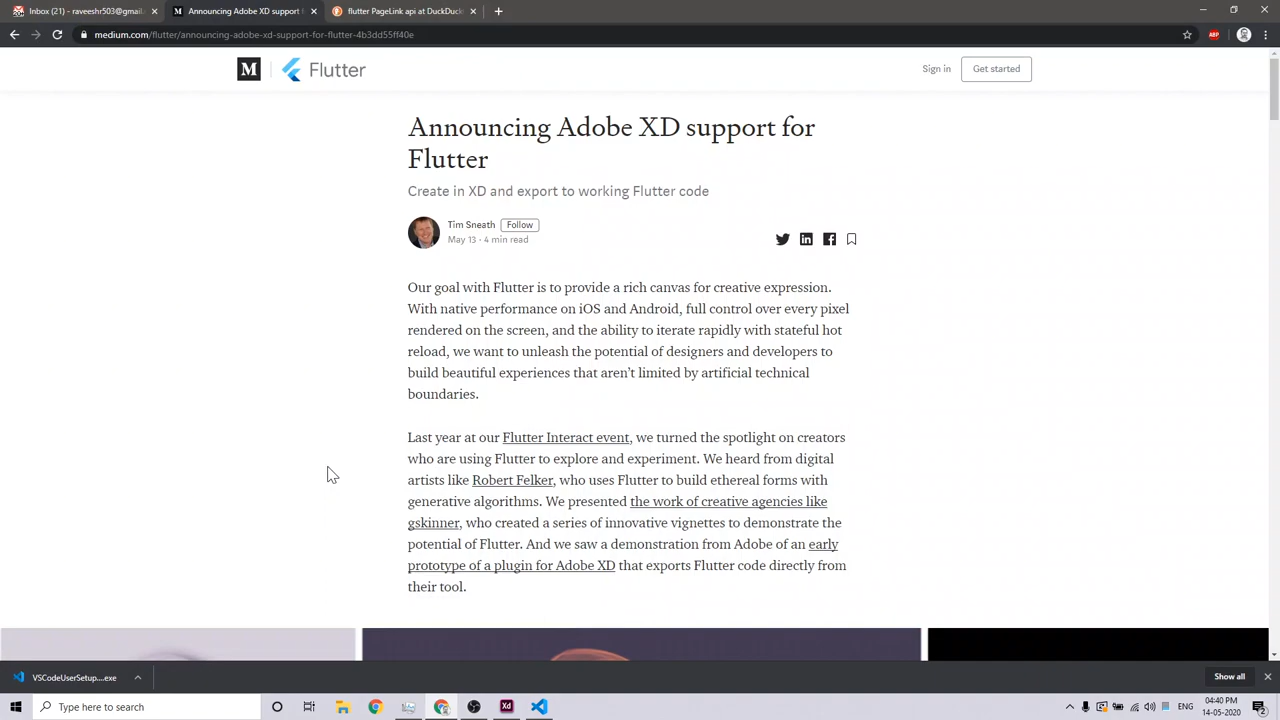 Inbox (21) - raveshr503@gmail.
Announcing Adobe XD support f
flutter PageLink api at DuckDuck
medium.com/flutter/announcing-adobe-xd-support-for-flutter-4b3dd55ff40e
ABP
M Flutter
Sign in
Get started
Announcing Adobe XD support for
Flutter
Create in XD and export to working Flutter code
Tim Sneath Follow
May 13 · 4 min read
Our goal with Flutter is to provide a rich canvas for creative expression.
With native performance on iOS and Android, full control over every pixel
rendered on the screen, and the ability to iterate rapidly with stateful hot
reload, we want to unleash the potential of designers and developers to
build beautiful experiences that aren’t limited by artificial technical
boundaries.
Last year at our Flutter Interact event, we turned the spotlight on creators
who are using Flutter to explore and experiment. We heard from digital
artists like Robert Felker, who uses Flutter to build ethereal forms with
generative algorithms. We presented the work of creative agencies like
gskinner, who created a series of innovative vignettes to demonstrate the
potential of Flutter. And we saw a demonstration from Adobe of an early
prototype of a plugin for Adobe XD that exports Flutter code directly from
their tool.
VSCodeUserSetup....exe
Show all
Type here to search
Xd
ENG
04:40 PM
14-05-2020
2